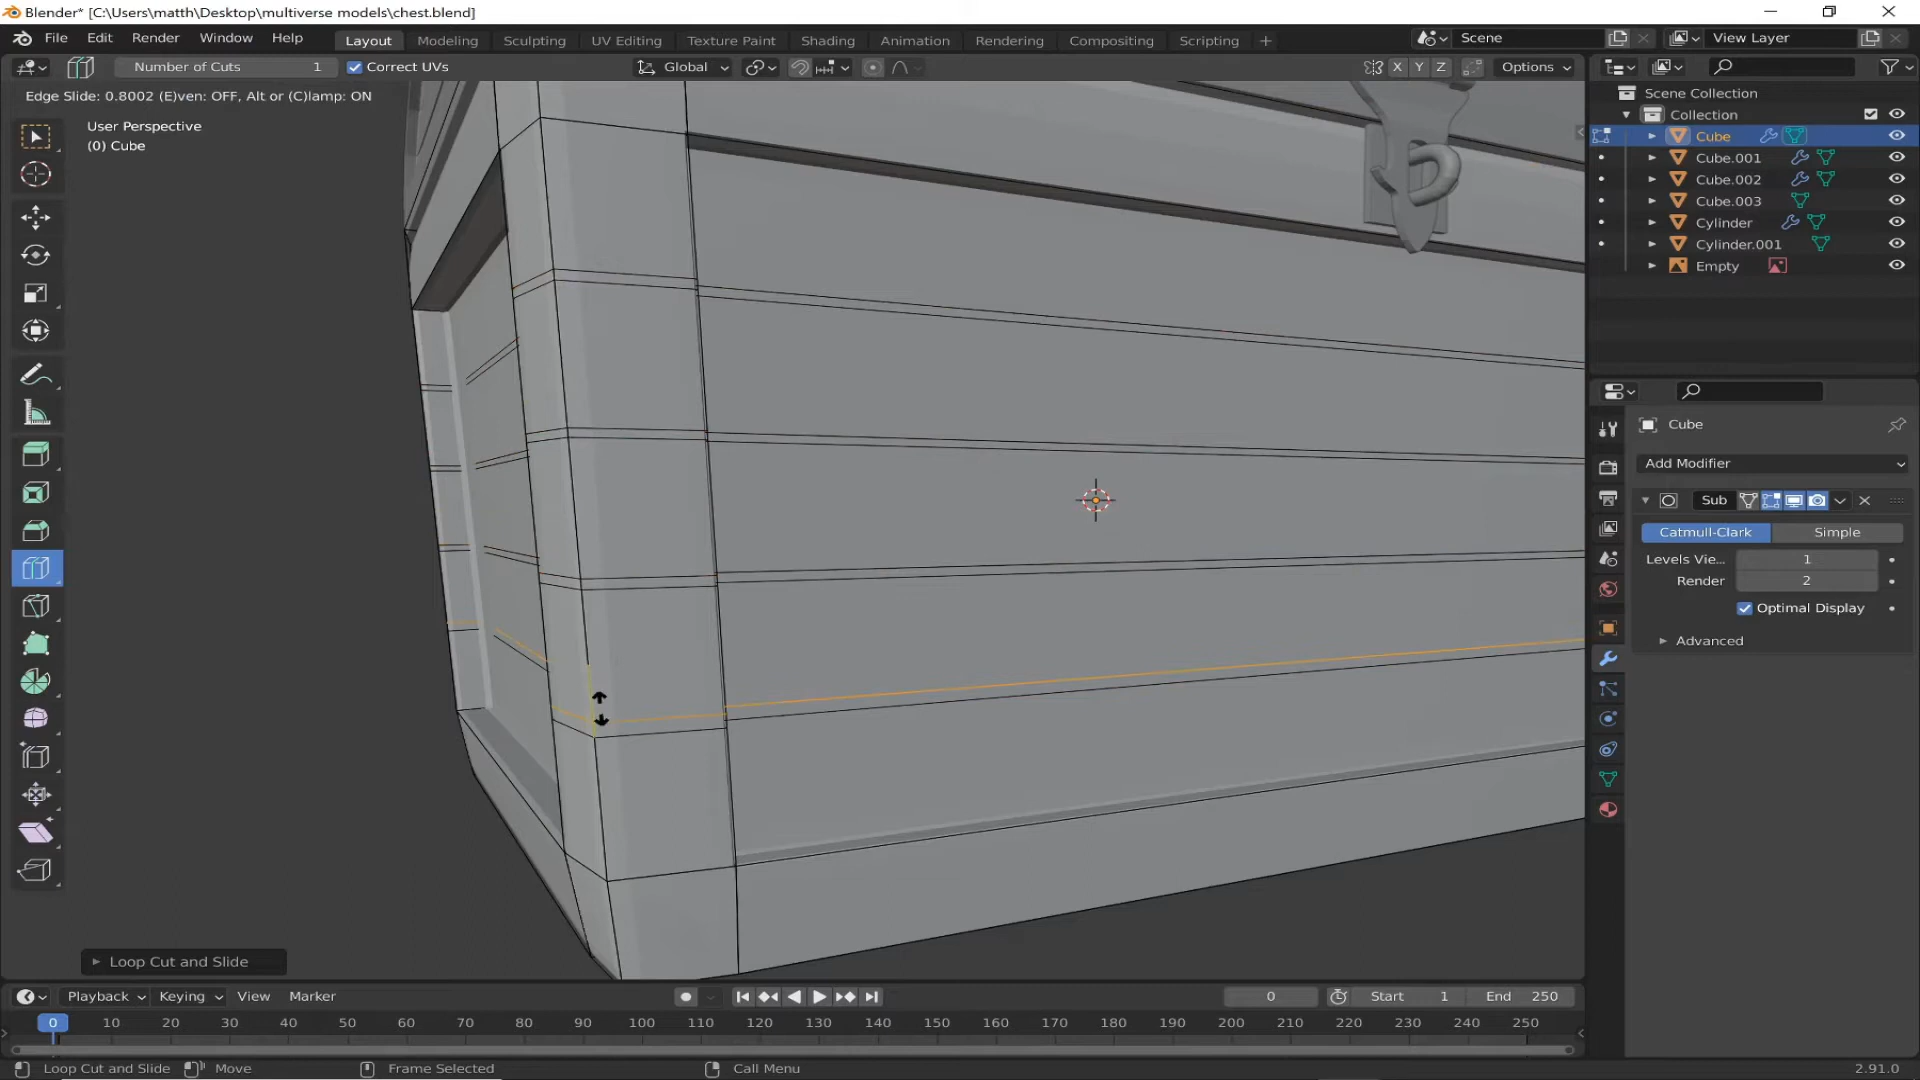 Blender* [C:\Users\matth\Desktop\multiverse models\chest.blend]
File Edit Render Window Help Layout Modeling Sculpting UV Editing Texture Paint Shading Animation Rendering Compositing Scripting + Scene View Layer
Number of Cuts 1 Correct UVs Global X Y Z Options
Edge Slide: 0.8002 (E)ven: OFF, Alt or (C)lamp: ON
User Perspective
(0) Cube
Scene Collection
Collection
Cube
Cube.001
Cube.002
Cube.003
Cylinder
Cylinder.001
Empty
Cube
Add Modifier
Sub
Catmull-Clark Simple
Levels Vie... 1
Render 2
Optimal Display
Advanced
Loop Cut and Slide
Playback Keying View Marker 0 Start 1 End 250
0 10 20 30 40 50 60 70 80 90 100 110 120 130 140 150 160 170 180 190 200 210 220 230 240 250
Loop Cut and Slide Move Frame Selected Call Menu 2.91.0